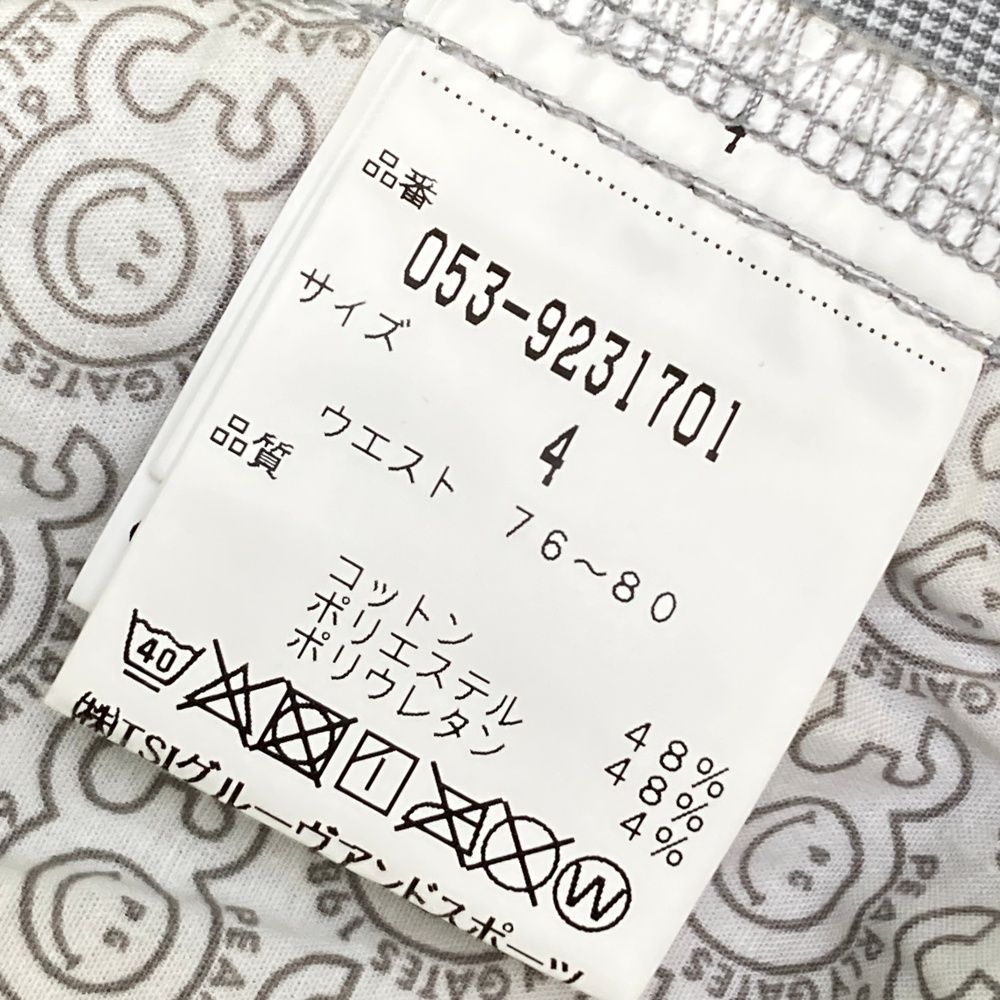 品番
053-9231701
サイズ
4
ウエスト 76～80
品質
コットン 48%
ポリエステル 48%
ポリウレタン 4%
40
W
(株)TSIグルーヴアンドスポーツ
PEARLY GATES
1989
PG